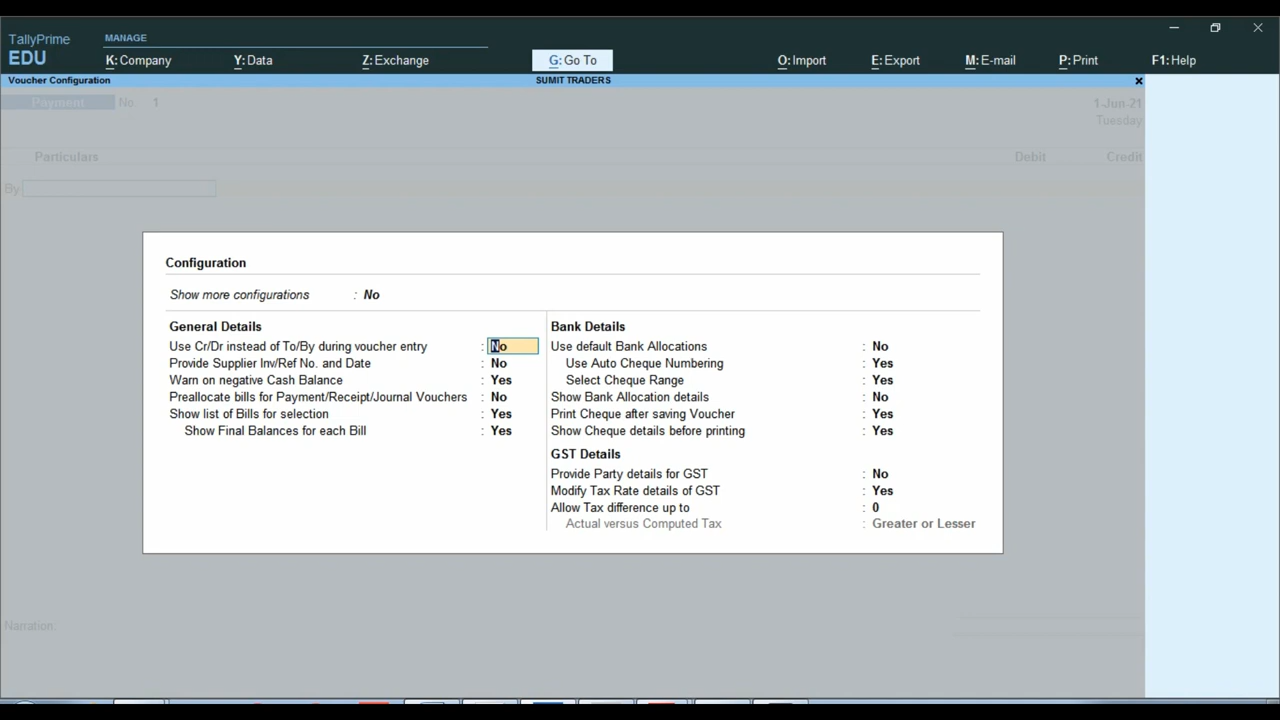 TallyPrime
EDU
MANAGE
K: Company
Y: Data
Z: Exchange
G: Go To
O: Import
E: Export
M: E-mail
P: Print
F1: Help
Voucher Configuration
SUMIT TRADERS
Payment No. 1
1-Jun-21
Tuesday
Particulars
Debit
Credit
By
Configuration
Show more configurations : No
General Details
Use Cr/Dr instead of To/By during voucher entry : No
Provide Supplier Inv/Ref No. and Date : No
Warn on negative Cash Balance : Yes
Preallocate bills for Payment/Receipt/Journal Vouchers : No
Show list of Bills for selection : Yes
Show Final Balances for each Bill : Yes
Bank Details
Use default Bank Allocations : No
Use Auto Cheque Numbering : Yes
Select Cheque Range : Yes
Show Bank Allocation details : No
Print Cheque after saving Voucher : Yes
Show Cheque details before printing : Yes
GST Details
Provide Party details for GST : No
Modify Tax Rate details of GST : Yes
Allow Tax difference up to : 0
Actual versus Computed Tax : Greater or Lesser
Narration: